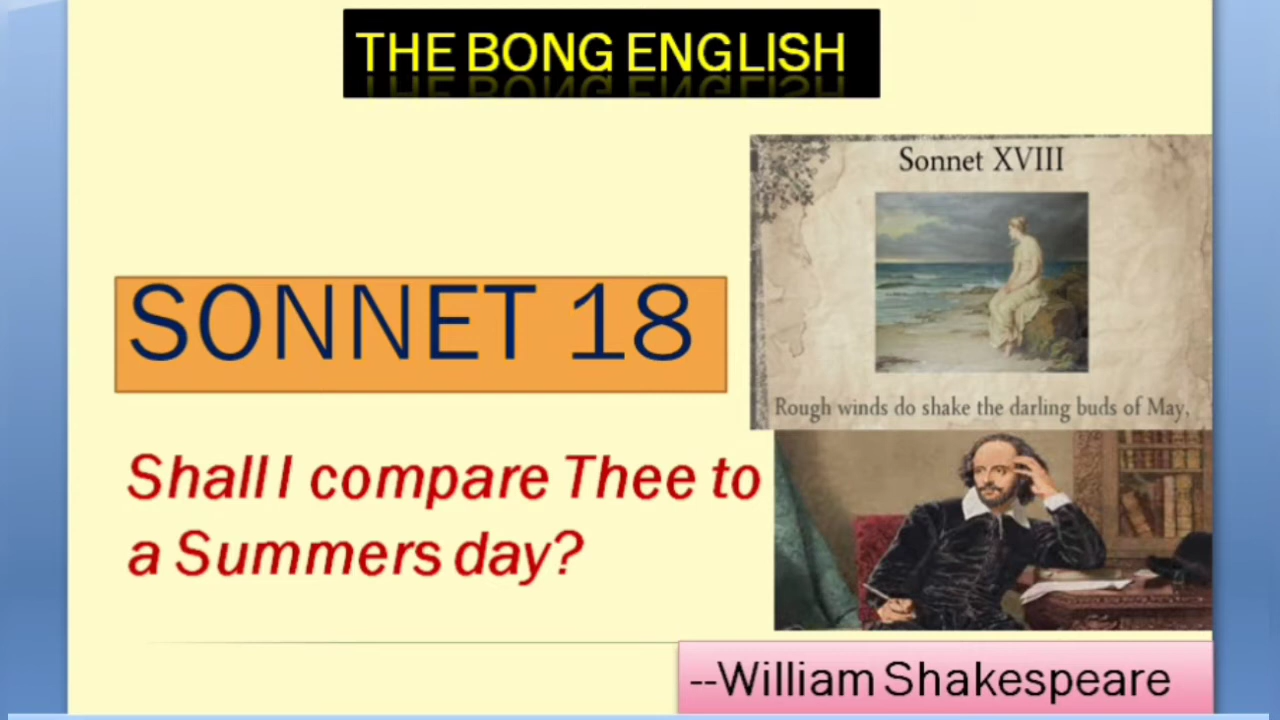 THE BONG ENGLISH
Sonnet XVIII
Rough winds do shake the darling buds of May,
SONNET 18
Shall I compare Thee to
a Summers day?
--William Shakespeare